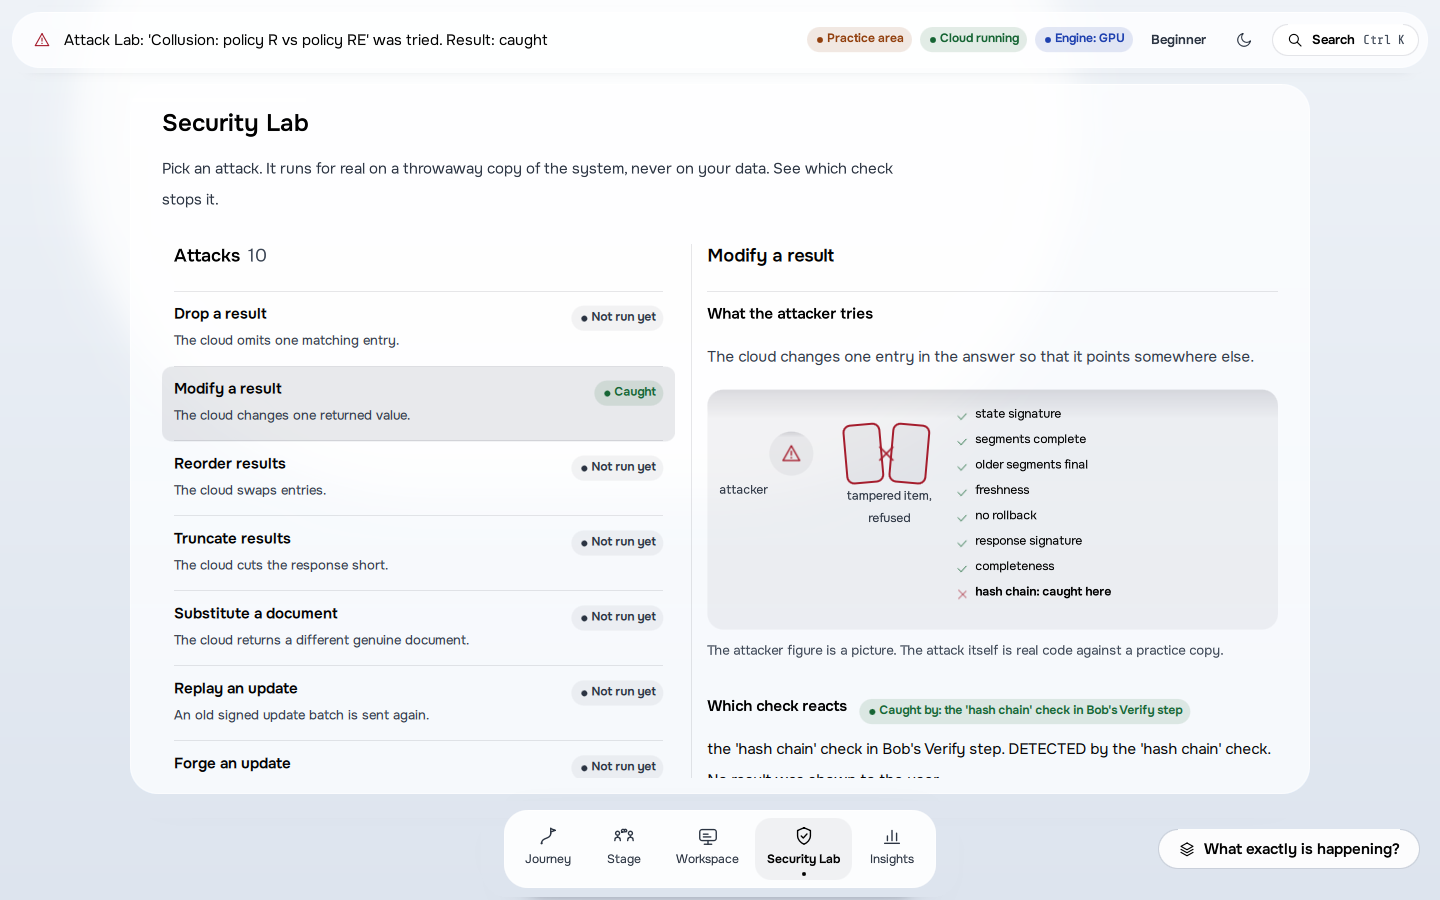 Attack Lab: 'Collusion: policy R vs policy RE' was tried. Result: caught
Practice area
Cloud running
Engine: GPU
Beginner
Search Ctrl K
Security Lab
Pick an attack. It runs for real on a throwaway copy of the system, never on your data. See which check
stops it.
Attacks 10
Drop a result
Not run yet
The cloud omits one matching entry.
Modify a result
Caught
The cloud changes one returned value.
Reorder results
Not run yet
The cloud swaps entries.
Truncate results
Not run yet
The cloud cuts the response short.
Substitute a document
Not run yet
The cloud returns a different genuine document.
Replay an update
Not run yet
An old signed update batch is sent again.
Forge an update
Not run yet
Modify a result
What the attacker tries
The cloud changes one entry in the answer so that it points somewhere else.
attacker
tampered item,
refused
state signature
segments complete
older segments final
freshness
no rollback
response signature
completeness
hash chain: caught here
The attacker figure is a picture. The attack itself is real code against a practice copy.
Which check reacts
Caught by: the 'hash chain' check in Bob's Verify step
the 'hash chain' check in Bob's Verify step. DETECTED by the 'hash chain' check.
No result was shown to the user
Journey
Stage
Workspace
Security Lab
Insights
What exactly is happening?